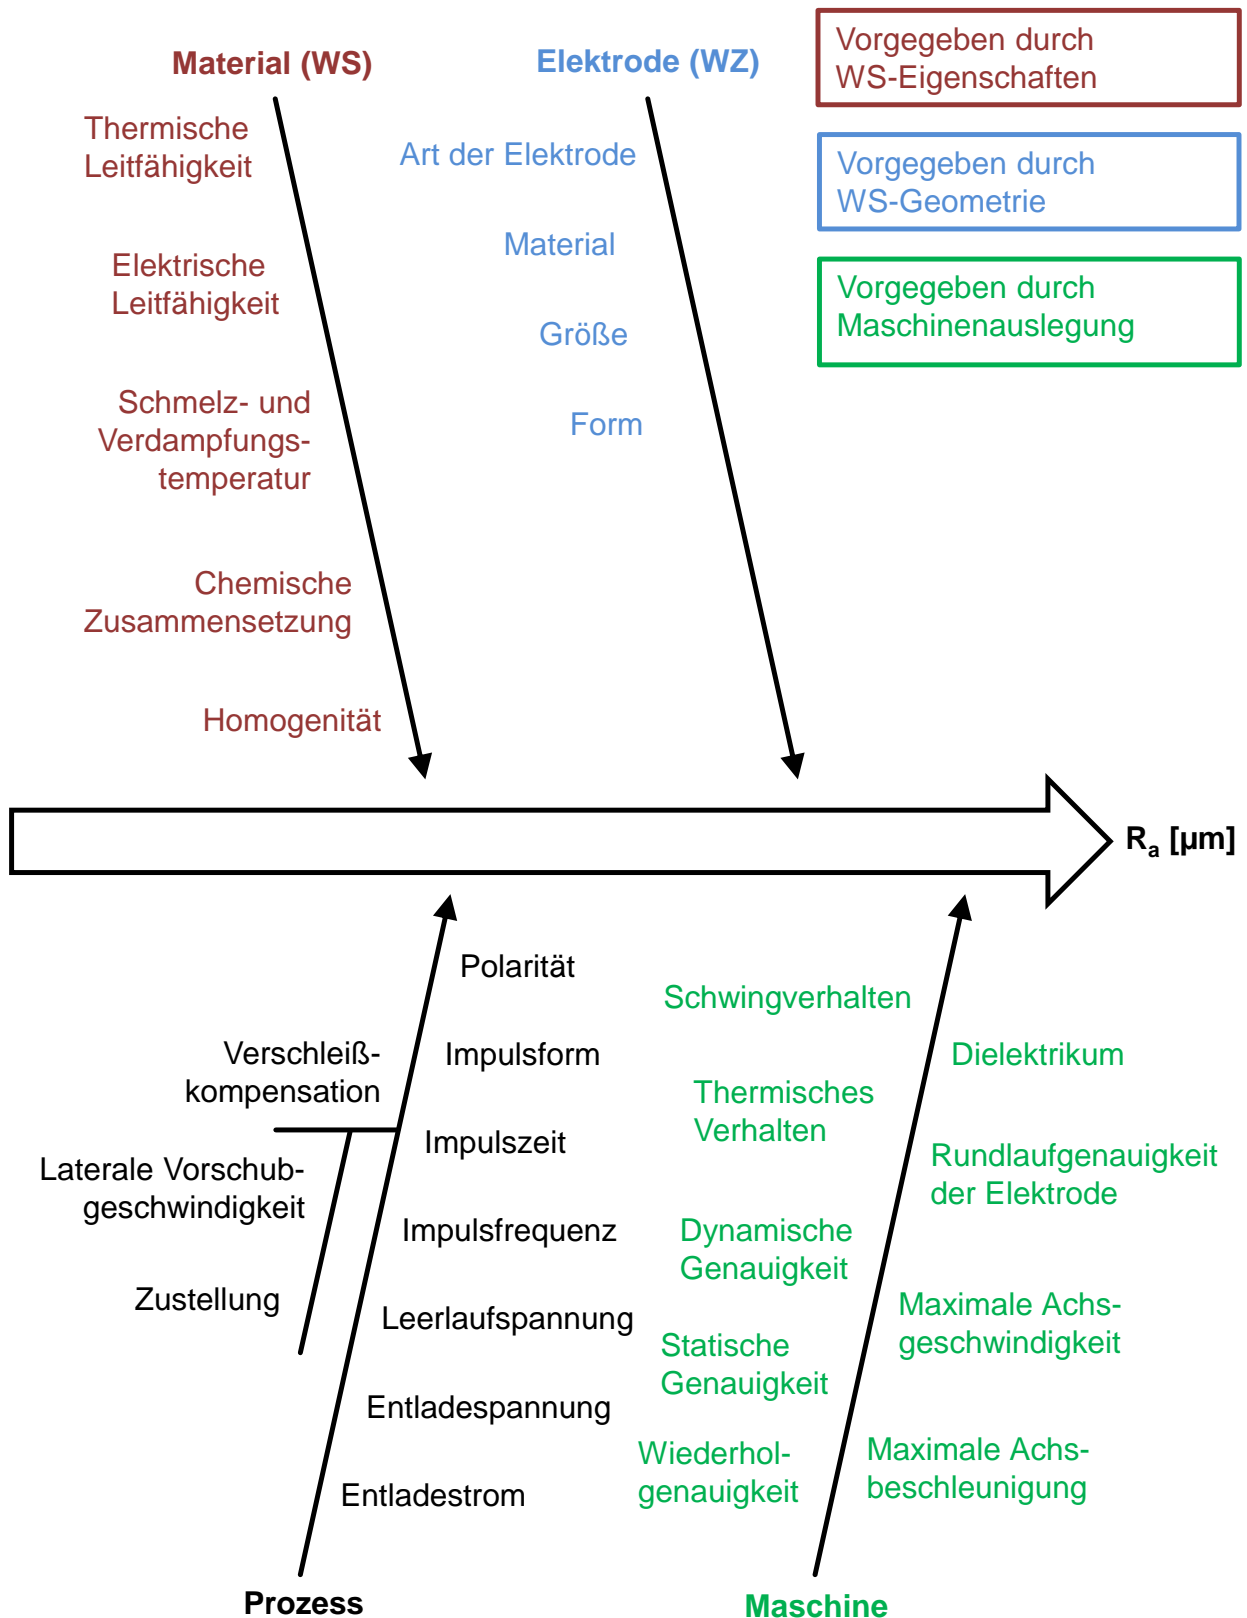 Material (WS)
Thermische
Leitfähigkeit
Elektrische
Leitfähigkeit
Schmelz- und
Verdampfungs-
temperatur
Chemische
Zusammensetzung
Homogenität
Elektrode (WZ)
Art der Elektrode
Material
Größe
Form
Vorgegeben durch
WS-Eigenschaften
Vorgegeben durch
WS-Geometrie
Vorgegeben durch
Maschinenauslegung
Ra [µm]
Verschleiß-
kompensation
Laterale Vorschub-
geschwindigkeit
Zustellung
Polarität
Impulsform
Impulszeit
Impulsfrequenz
Leerlaufspannung
Entladespannung
Entladestrom
Prozess
Schwingverhalten
Thermisches
Verhalten
Dynamische
Genauigkeit
Statische
Genauigkeit
Wiederhol-
genauigkeit
Dielektrikum
Rundlaufgenauigkeit
der Elektrode
Maximale Achs-
geschwindigkeit
Maximale Achs-
beschleunigung
Maschine